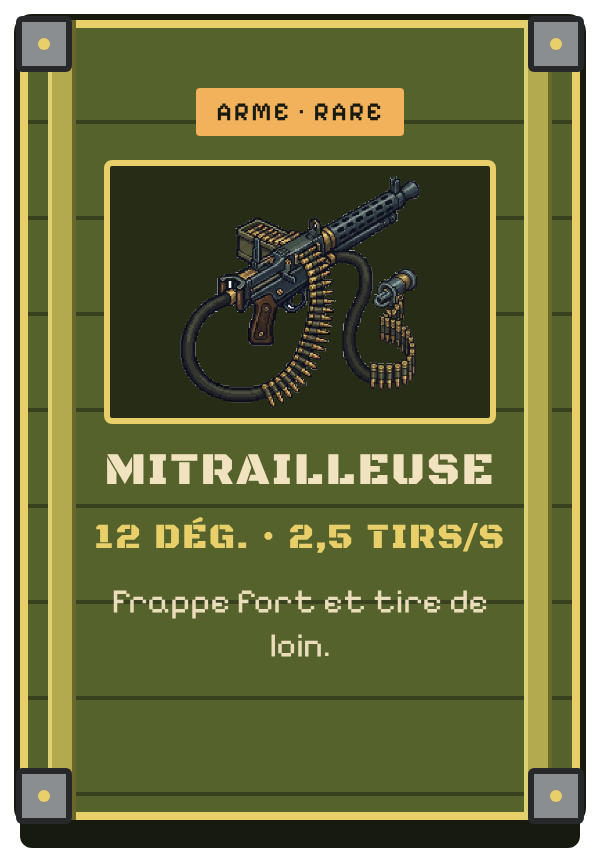 ARME · RARE
MITRAILLEUSE
12 DÉG. · 2,5 TIRS/S
Frappe fort et tire de
loin.